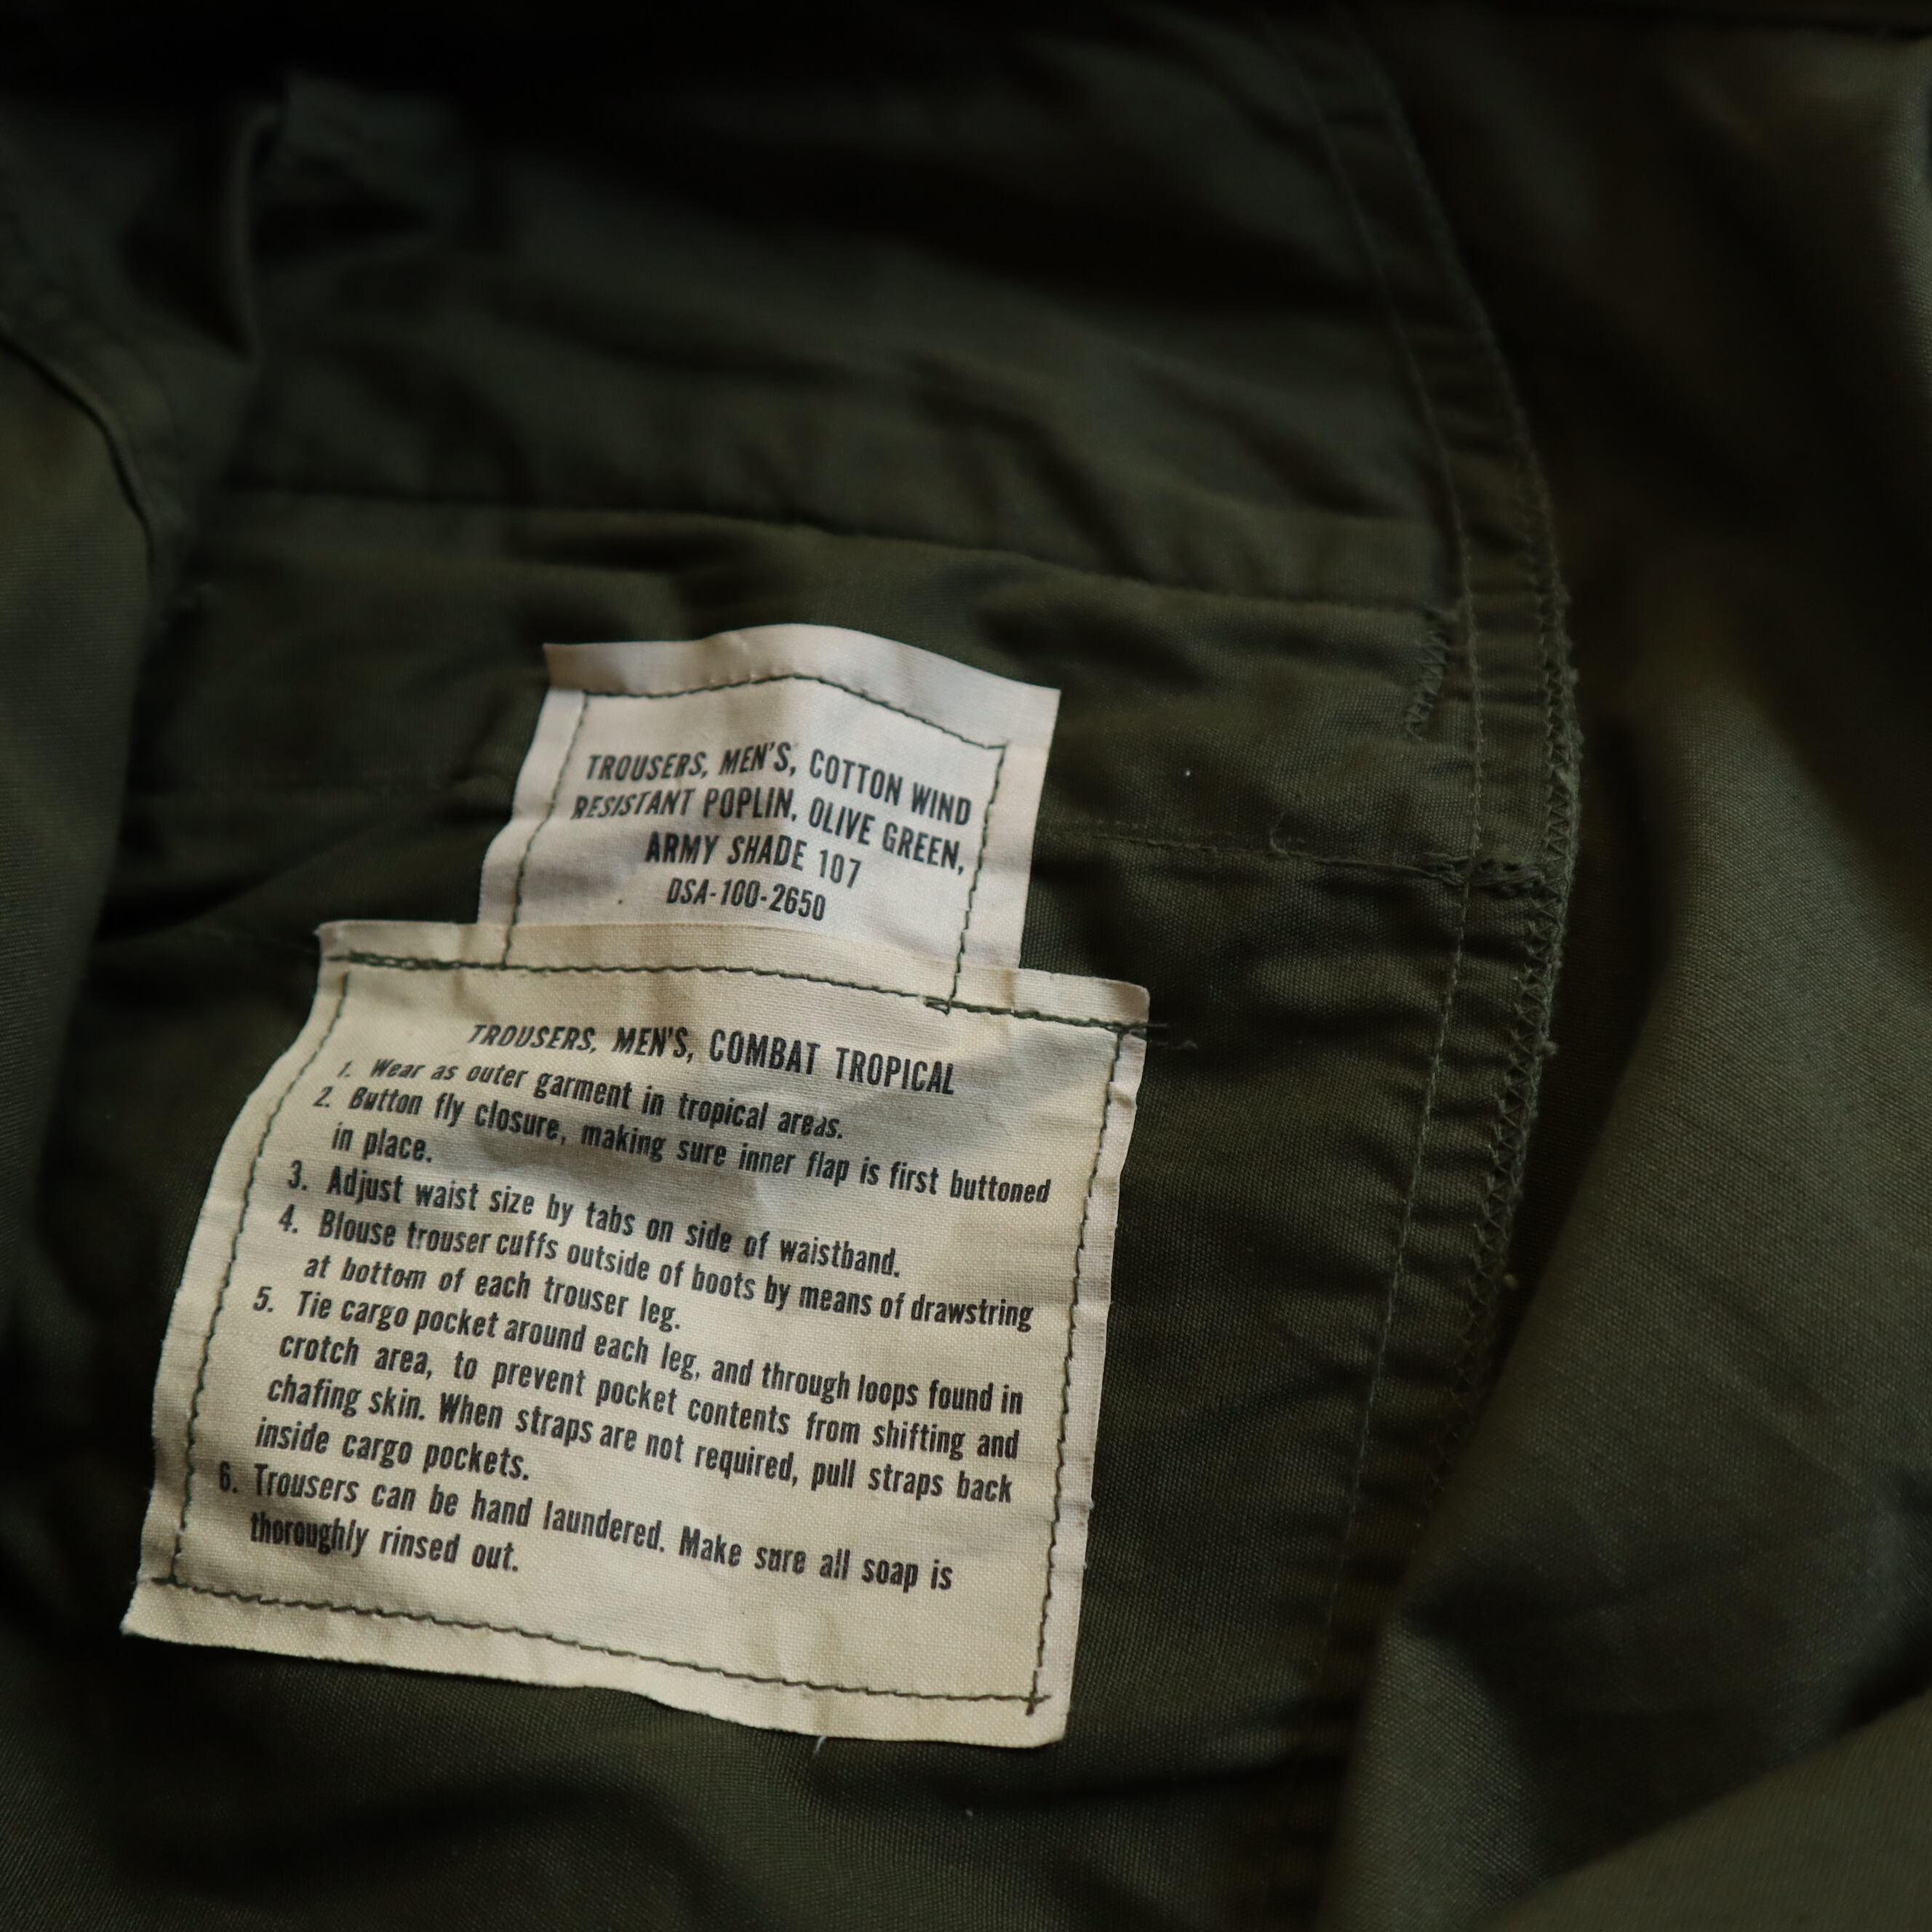 TROUSERS, MEN'S, COTTON WIND
RESISTANT POPLIN, OLIVE GREEN,
ARMY SHADE 107
DSA-100-2650
TROUSERS, MEN'S, COMBAT TROPICAL
1. Wear as outer garment in tropical areas.
2. Button fly closure, making sure inner flap is first buttoned
in place.
3. Adjust waist size by tabs on side of waistband.
4. Blouse trouser cuffs outside of boots by means of drawstring
at bottom of each trouser leg.
5. Tie cargo pocket around each leg, and through loops found in
crotch area, to prevent pocket contents from shifting and
chafing skin. When straps are not required, pull straps back
inside cargo pockets.
6. Trousers can be hand laundered. Make sure all soap is
thoroughly rinsed out.